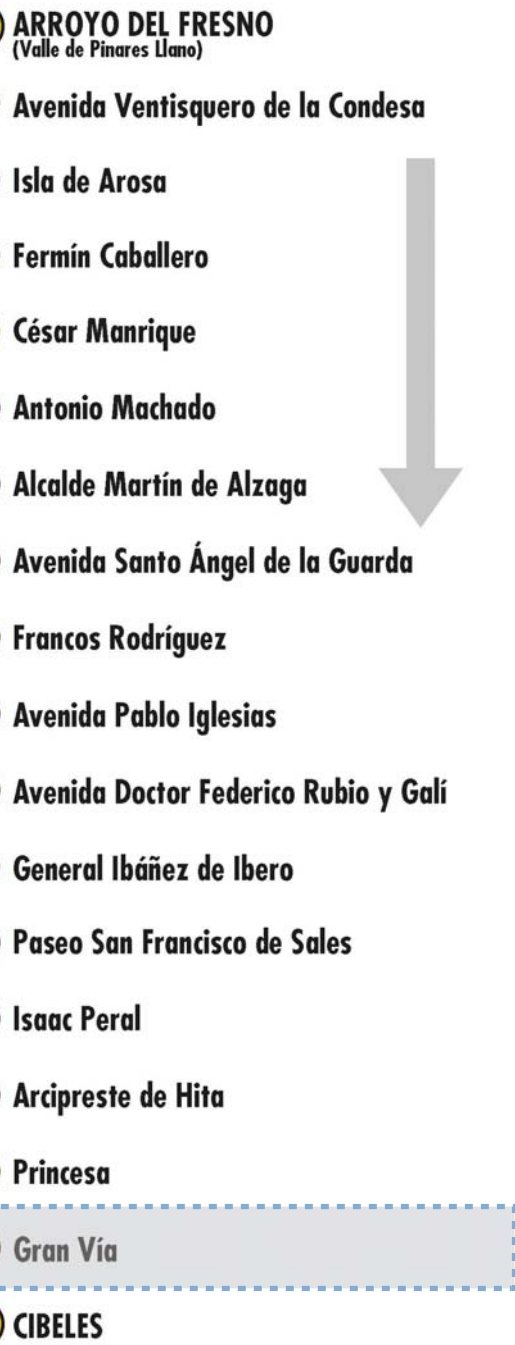 ARROYO DEL FRESNO
(Valle de Pinares Llano)
Avenida Ventisquero de la Condesa
Isla de Arosa
Fermín Caballero
César Manrique
Antonio Machado
Alcalde Martín de Alzaga
Avenida Santo Ángel de la Guarda
Francos Rodríguez
Avenida Pablo Iglesias
Avenida Doctor Federico Rubio y Galí
General Ibáñez de Ibero
Paseo San Francisco de Sales
Isaac Peral
Arcipreste de Hita
Princesa
Gran Vía
CIBELES